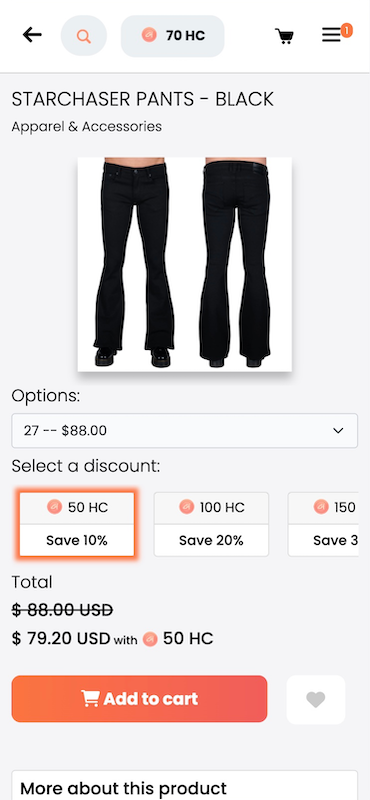 70 HC
1
STARCHASER PANTS - BLACK
Apparel & Accessories
Options:
27 -- $88.00
Select a discount:
50 HC
100 HC
150
Save 10%
Save 20%
Save 3
Total
$ 88.00 USD
$ 79.20 USD with 50 HC
Add to cart
More about this product